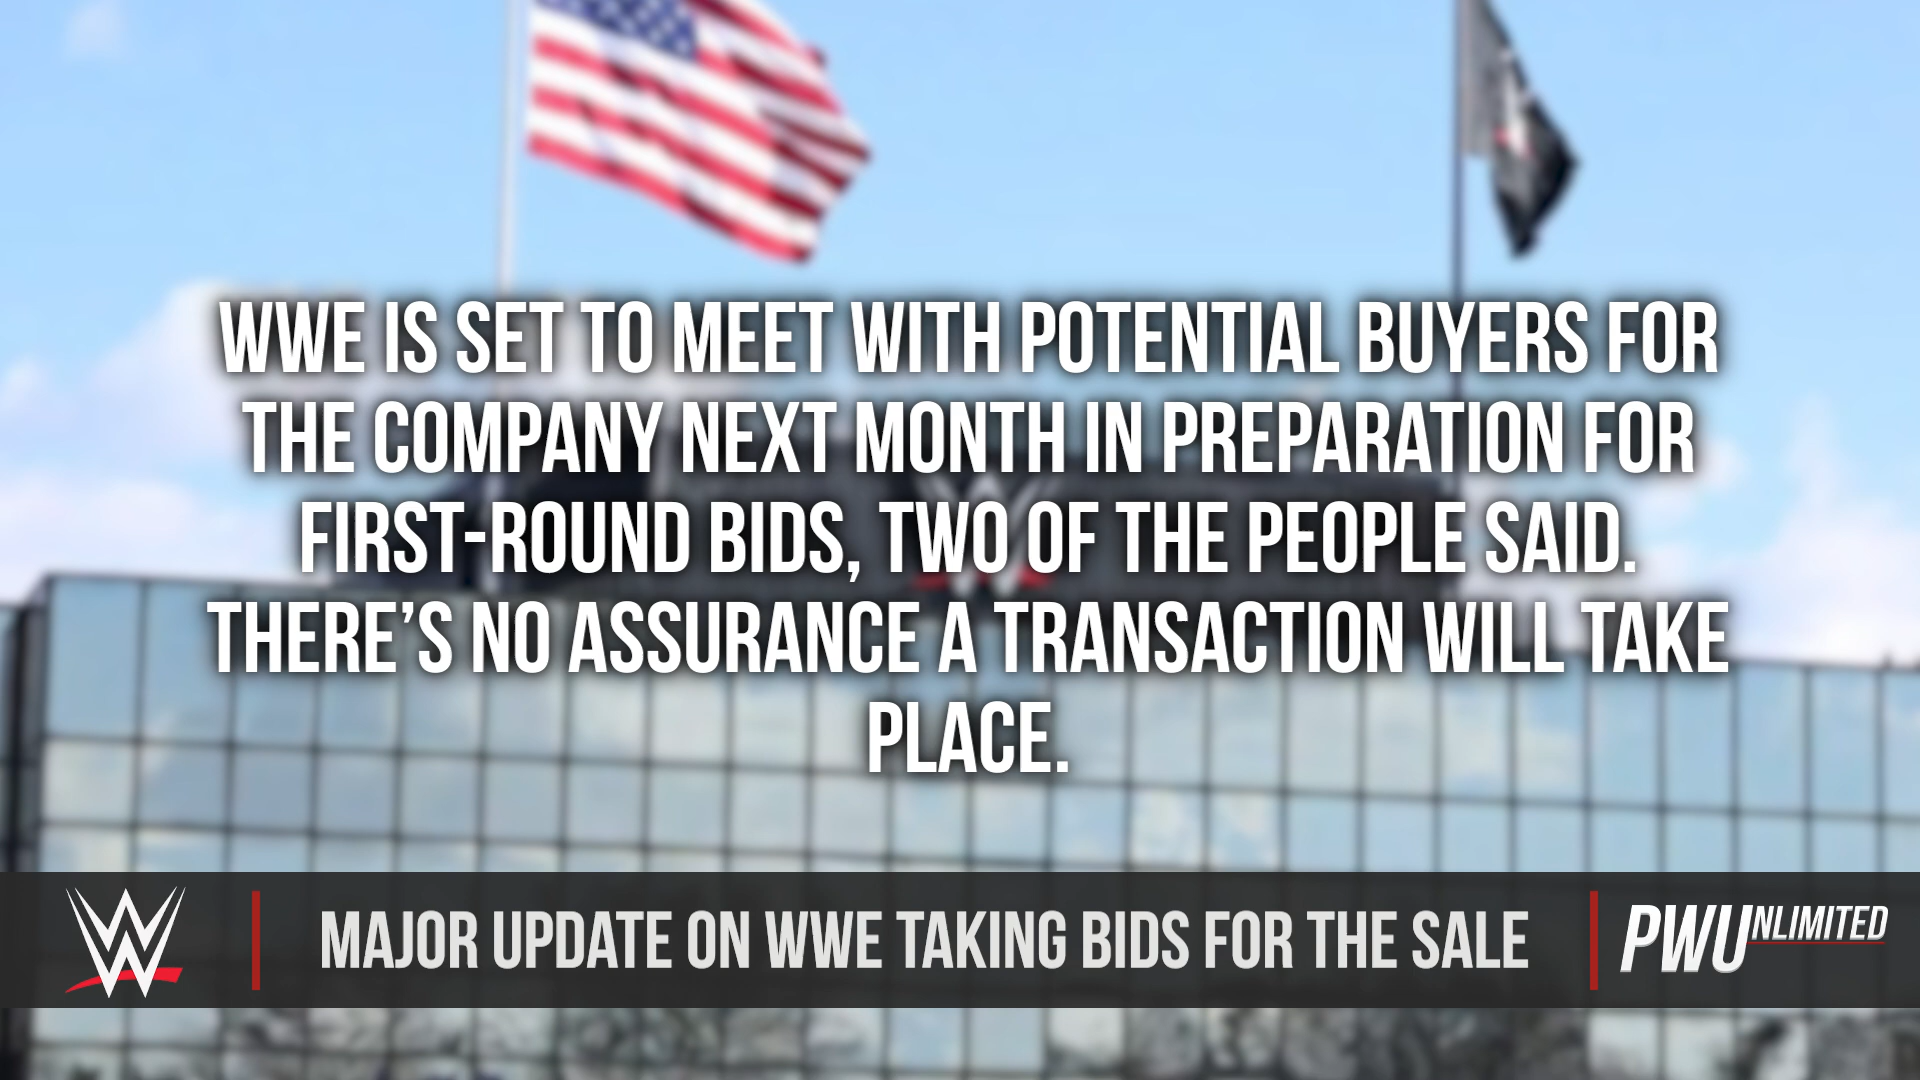 WWE IS SET TO MEET WITH POTENTIAL BUYERS FOR
THE COMPANY NEXT MONTH IN PREPARATION FOR
FIRST-ROUND BIDS, TWO OF THE PEOPLE SAID.
THERE’S NO ASSURANCE A TRANSACTION WILL TAKE
PLACE.
W
MAJOR UPDATE ON WWE TAKING BIDS FOR THE SALE
PWUNLIMITED